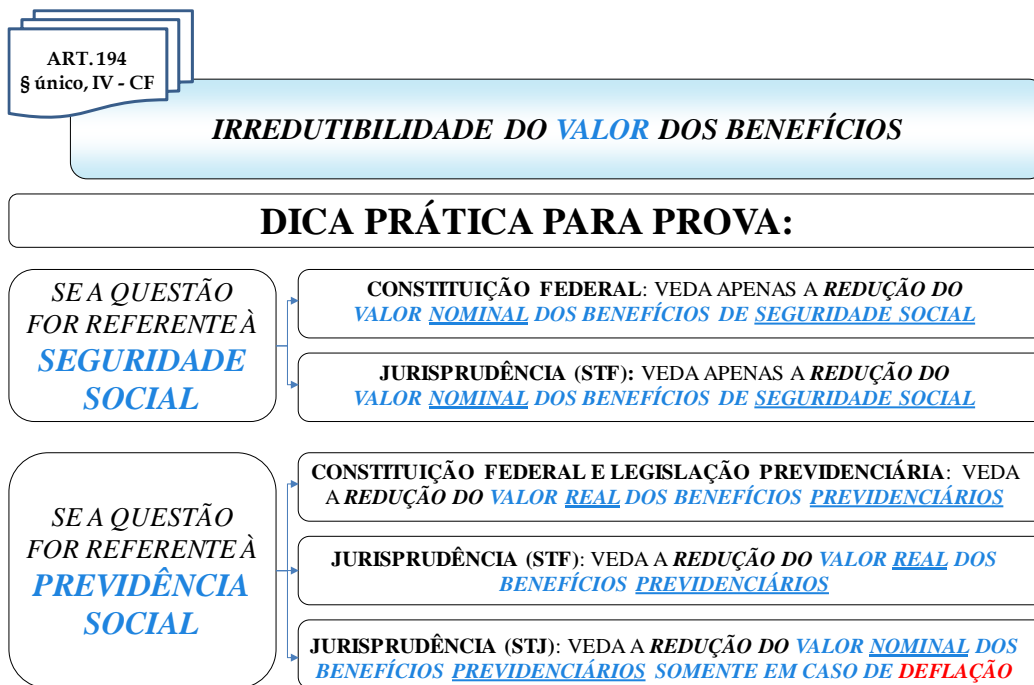 ART. 194
§ único, IV - CF
IRREDUTIBILIDADE DO VALOR DOS BENEFÍCIOS
DICA PRÁTICA PARA PROVA:
SE A QUESTÃO
FOR REFERENTE À
SEGURIDADE
SOCIAL
CONSTITUIÇÃO FEDERAL: VEDA APENAS A REDUÇÃO DO
VALOR NOMINAL DOS BENEFÍCIOS DE SEGURIDADE SOCIAL
JURISPRUDÊNCIA (STF): VEDA APENAS A REDUÇÃO DO
VALOR NOMINAL DOS BENEFÍCIOS DE SEGURIDADE SOCIAL
SE A QUESTÃO
FOR REFERENTE À
PREVIDÊNCIA
SOCIAL
CONSTITUIÇÃO FEDERAL E LEGISLAÇÃO PREVIDENCIÁRIA: VEDA
A REDUÇÃO DO VALOR REAL DOS BENEFÍCIOS PREVIDENCIÁRIOS
JURISPRUDÊNCIA (STF): VEDA A REDUÇÃO DO VALOR REAL DOS
BENEFÍCIOS PREVIDENCIÁRIOS
JURISPRUDÊNCIA (STJ): VEDA A REDUÇÃO DO VALOR NOMINAL DOS
BENEFÍCIOS PREVIDENCIÁRIOS SOMENTE EM CASO DE DEFLAÇÃO